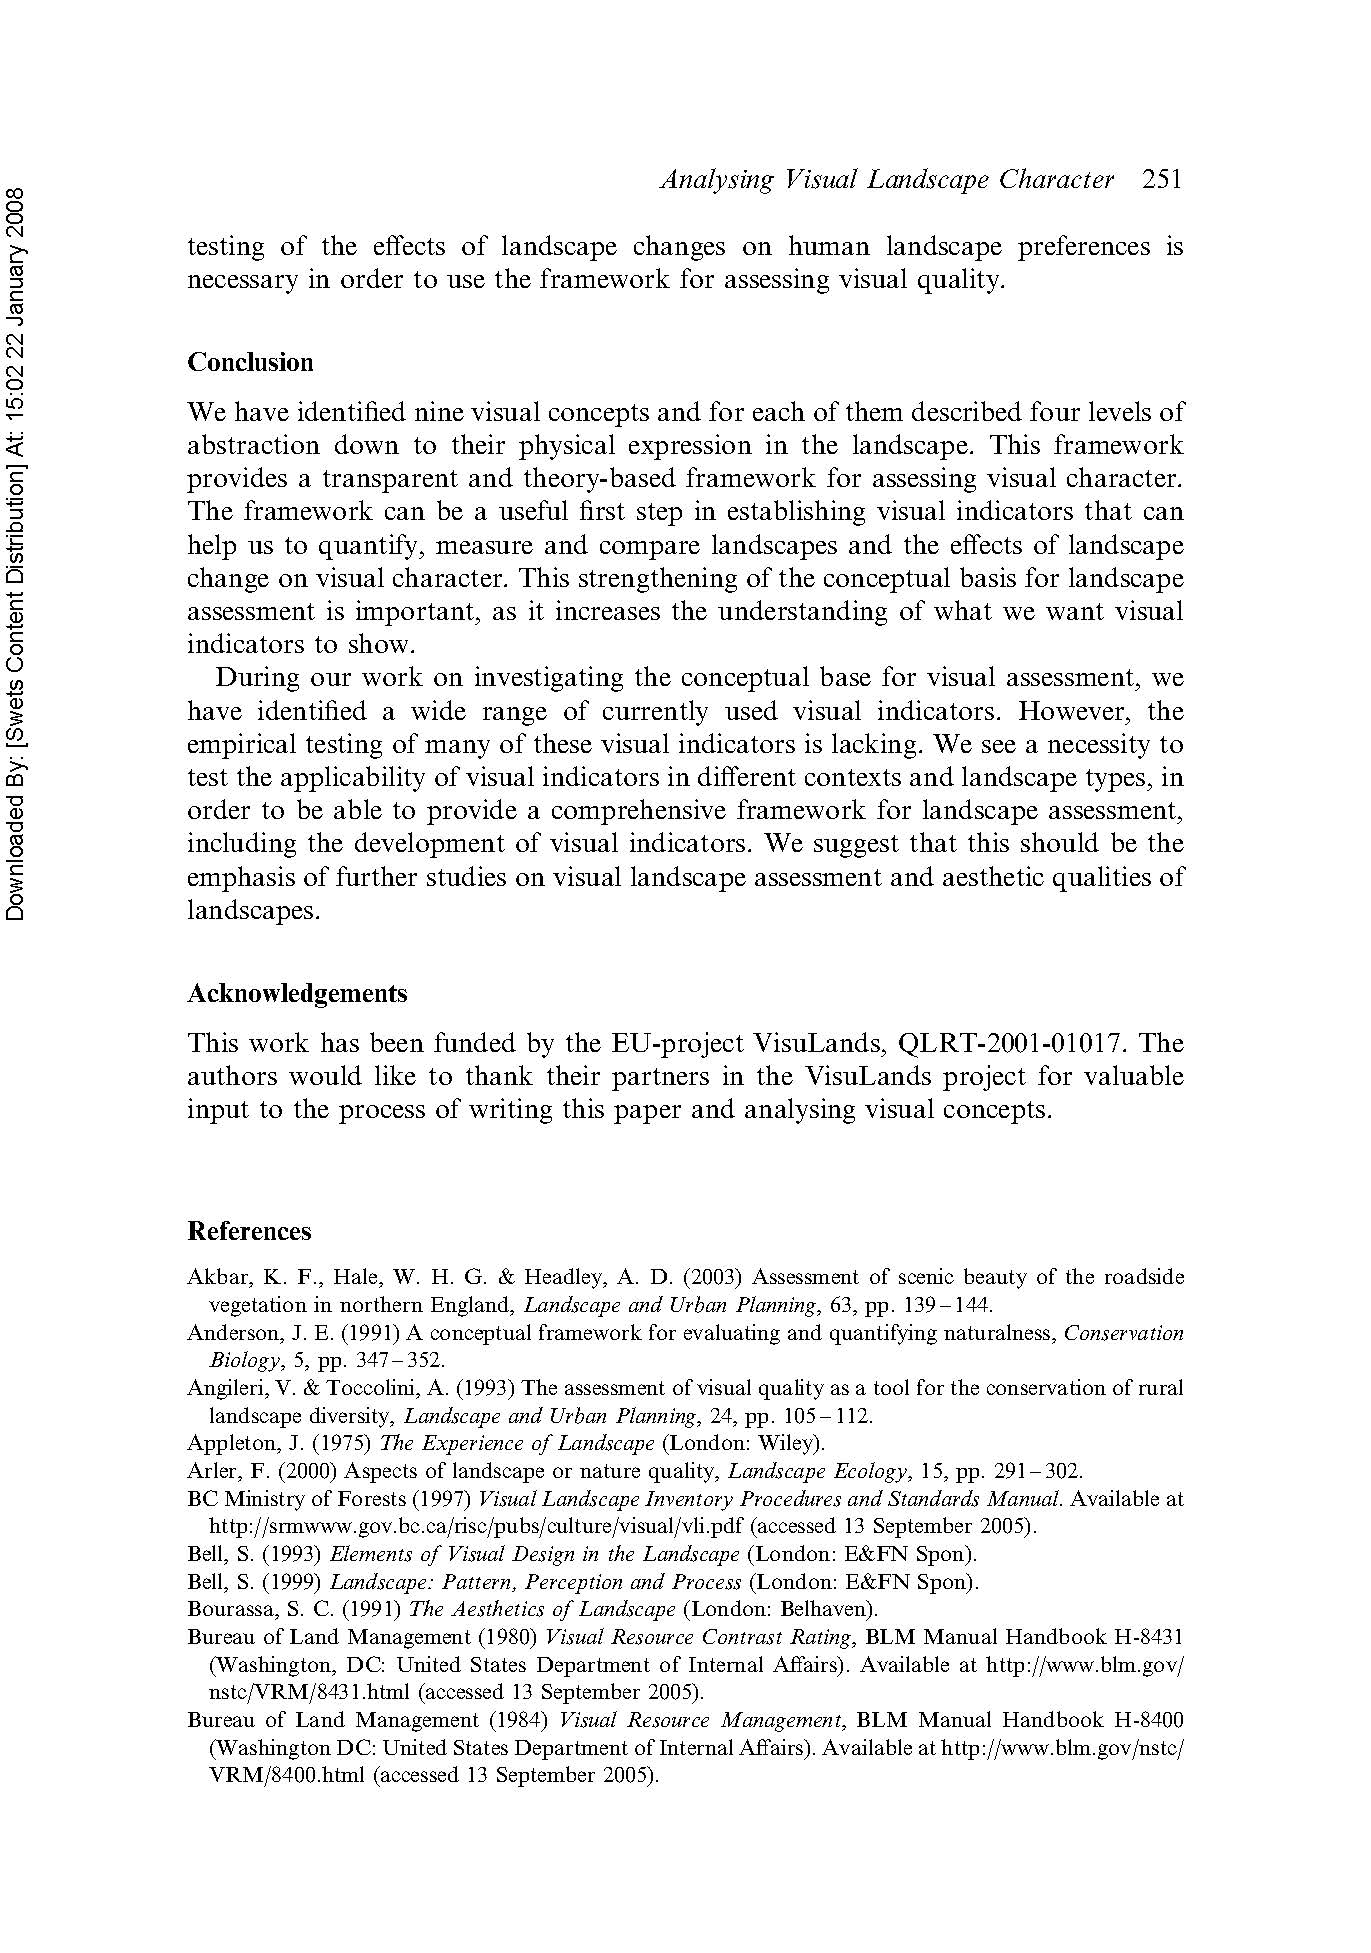 Analysing Visual Landscape Character 251
testing of the effects of landscape changes on human landscape preferences is
necessary in order to use the framework for assessing visual quality.
Conclusion
We have identified nine visual concepts and for each of them described four levels of
abstraction down to their physical expression in the landscape. This framework
provides a transparent and theory-based framework for assessing visual character.
The framework can be a useful first step in establishing visual indicators that can
help us to quantify, measure and compare landscapes and the effects of landscape
change on visual character. This strengthening of the conceptual basis for landscape
assessment is important, as it increases the understanding of what we want visual
indicators to show.
During our work on investigating the conceptual base for visual assessment, we
have identified a wide range of currently used visual indicators. However, the
empirical testing of many of these visual indicators is lacking. We see a necessity to
test the applicability of visual indicators in different contexts and landscape types, in
order to be able to provide a comprehensive framework for landscape assessment,
including the development of visual indicators. We suggest that this should be the
emphasis of further studies on visual landscape assessment and aesthetic qualities of
landscapes.
Acknowledgements
This work has been funded by the EU-project VisuLands, QLRT-2001-01017. The
authors would like to thank their partners in the VisuLands project for valuable
input to the process of writing this paper and analysing visual concepts.
References
Akbar, K. F., Hale, W. H. G. & Headley, A. D. (2003) Assessment of scenic beauty of the roadside
vegetation in northern England, Landscape and Urban Planning, 63, pp. 139–144.
Anderson, J. E. (1991) A conceptual framework for evaluating and quantifying naturalness, Conservation
Biology, 5, pp. 347–352.
Angileri, V. & Toccolini, A. (1993) The assessment of visual quality as a tool for the conservation of rural
landscape diversity, Landscape and Urban Planning, 24, pp. 105–112.
Appleton, J. (1975) The Experience of Landscape (London: Wiley).
Arler, F. (2000) Aspects of landscape or nature quality, Landscape Ecology, 15, pp. 291–302.
BC Ministry of Forests (1997) Visual Landscape Inventory Procedures and Standards Manual. Available at
http://srmwww.gov.bc.ca/risc/pubs/culture/visual/vli.pdf (accessed 13 September 2005).
Bell, S. (1993) Elements of Visual Design in the Landscape (London: E&FN Spon).
Bell, S. (1999) Landscape: Pattern, Perception and Process (London: E&FN Spon).
Bourassa, S. C. (1991) The Aesthetics of Landscape (London: Belhaven).
Bureau of Land Management (1980) Visual Resource Contrast Rating, BLM Manual Handbook H-8431
(Washington, DC: United States Department of Internal Affairs). Available at http://www.blm.gov/
nstc/VRM/8431.html (accessed 13 September 2005).
Bureau of Land Management (1984) Visual Resource Management, BLM Manual Handbook H-8400
(Washington DC: United States Department of Internal Affairs). Available at http://www.blm.gov/nstc/
VRM/8400.html (accessed 13 September 2005).
Downloaded By: [Swets Content Distribution] At: 15:02 22 January 2008